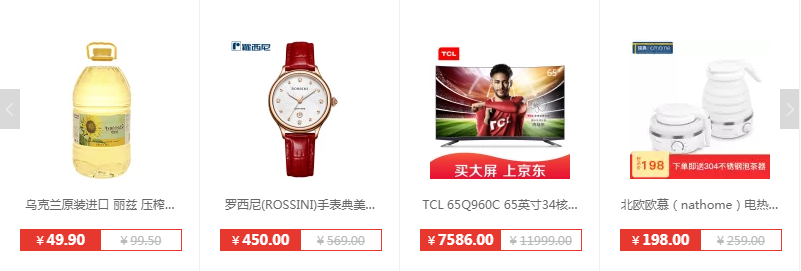 罗西尼
ROSSINI
TCL
65"
TCL
买大屏 上京东
nathome
198
下单即送304不锈钢泡茶器
乌克兰原装进口 丽兹 压榨...
罗西尼(ROSSINI)手表典美...
TCL 65Q960C 65英寸34核...
北欧欧慕（nathome）电热...
￥49.90 ￥99.50
￥450.00 ￥569.00
￥7586.00 ￥11999.00
￥198.00 ￥259.00